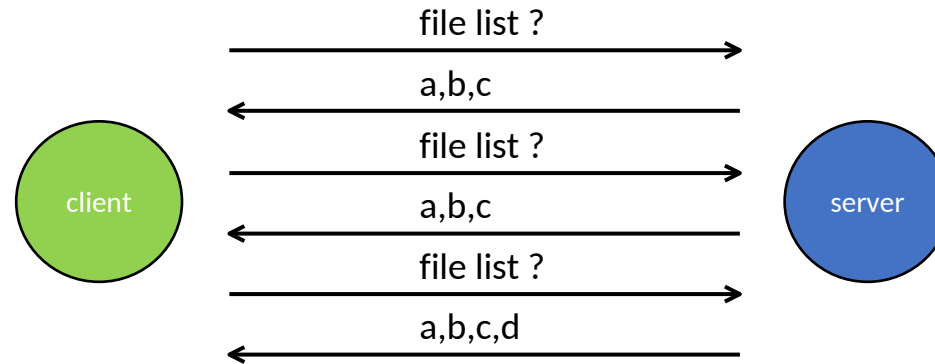 file list ?
a,b,c
file list ?
client
a,b,c
server
file list ?
a,b,c,d